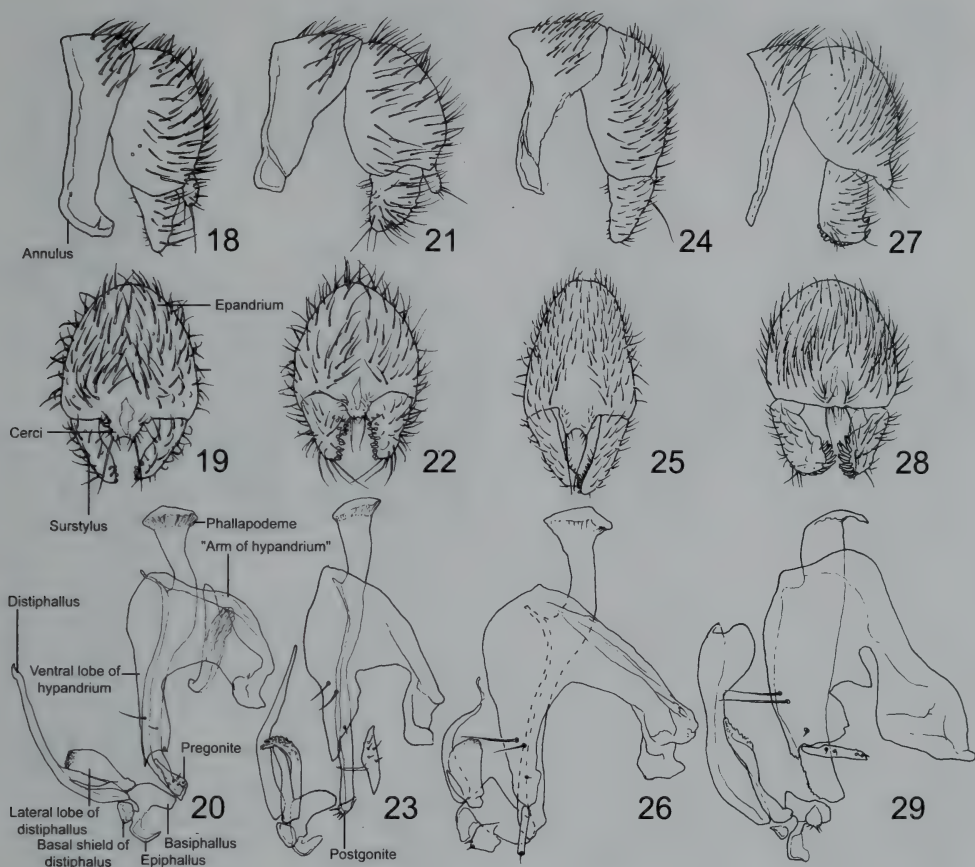 18
21
24
27
Annulus
Epandrium
Cerci
19
22
25
28
Surstylus
Phallapodeme
"Arm of hypandrium"
Distiphallus
Ventral lobe of
hypandrium
Pregonite
20
23
26
29
Lateral lobe of
distiphallus
Basal shield of
distiphalus
Basiphallus
Epiphallus
Postgonite